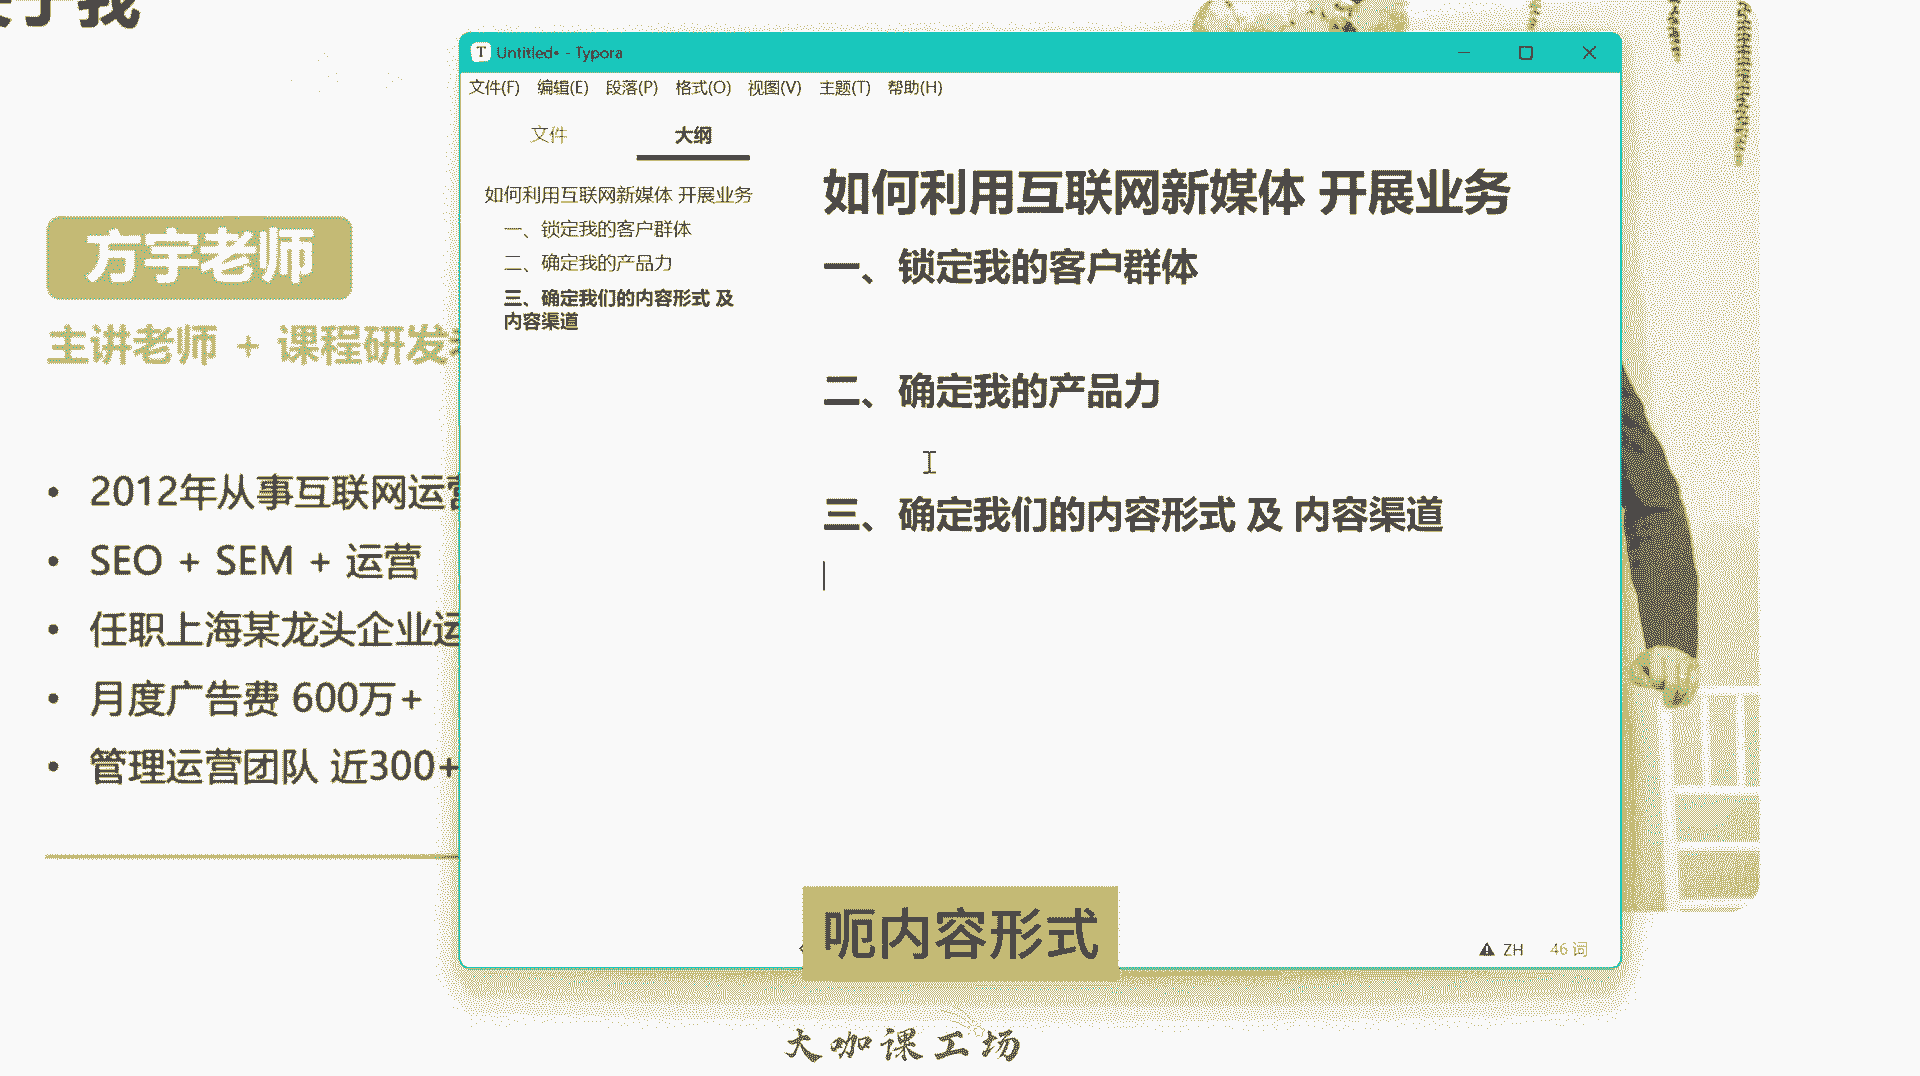 我
方宇老师
主讲老师 + 课程研发
2012年从事互联网运营
SEO + SEM + 运营
任职上海某龙头企业运
月度广告费 600万+
管理运营团队 近300+
Untitled• - Typora
文件(F) 编辑(E) 段落(P) 格式(O) 视图(V) 主题(T) 帮助(H)
文件 大纲
如何利用互联网新媒体 开展业务
一、锁定我的客户群体
二、确定我的产品力
三、确定我们的内容形式 及
内容渠道
如何利用互联网新媒体 开展业务
一、锁定我的客户群体
二、确定我的产品力
三、确定我们的内容形式 及 内容渠道
呃内容形式
ZH 46 词
大咖课工场